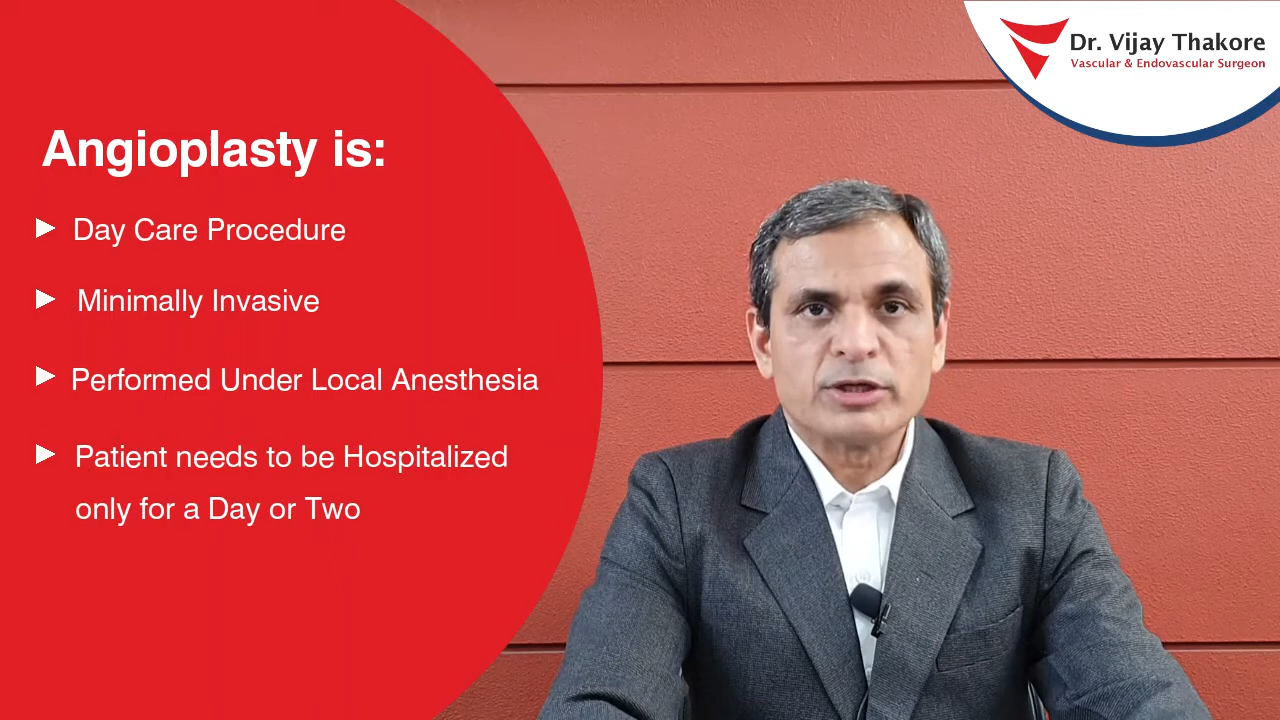 Dr. Vijay Thakore
Vascular & Endovascular Surgeon
Angioplasty is:
Day Care Procedure
Minimally Invasive
Performed Under Local Anesthesia
Patient needs to be Hospitalized
only for a Day or Two